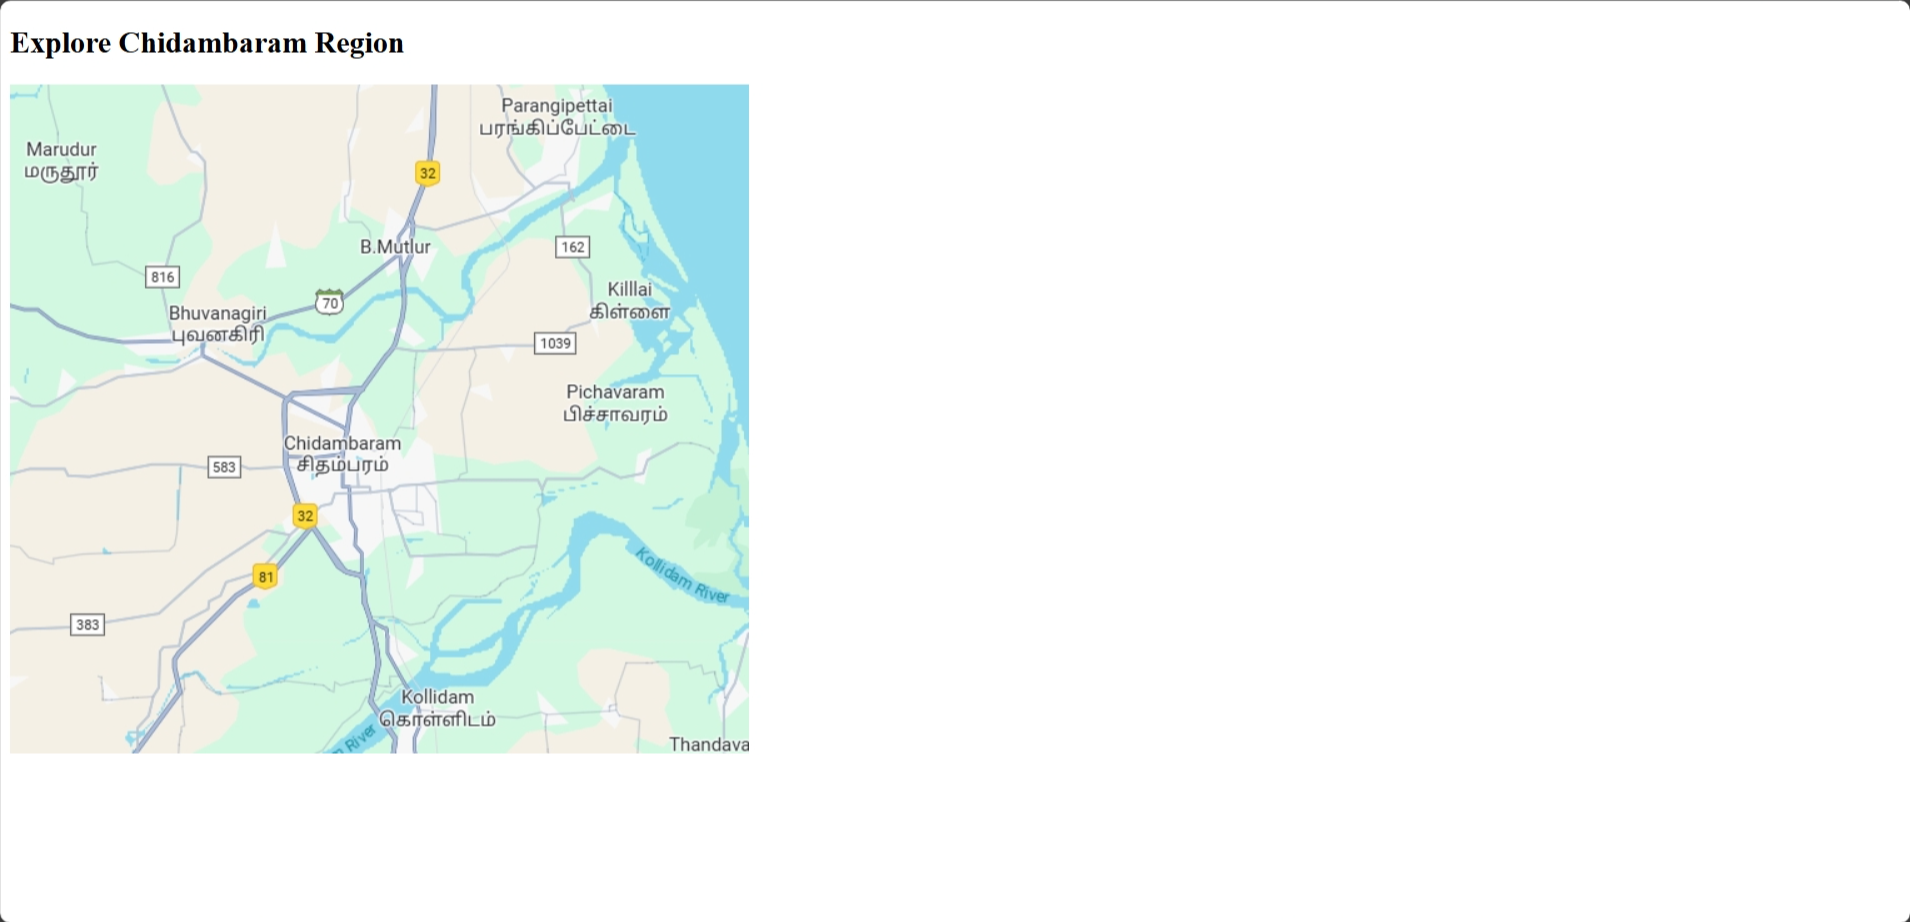 Explore Chidambaram Region
Parangipettai
பரங்கிப்பேட்டை
Marudur
மருதூர்
32
B.Mutlur
162
816
Killlai
கிள்ளை
70
Bhuvanagiri
புவனகிரி
1039
Pichavaram
பிச்சாவரம்
Chidambaram
சிதம்பரம்
583
32
Kollidam River
81
383
Kollidam
கொள்ளிடம்
River
Thandava